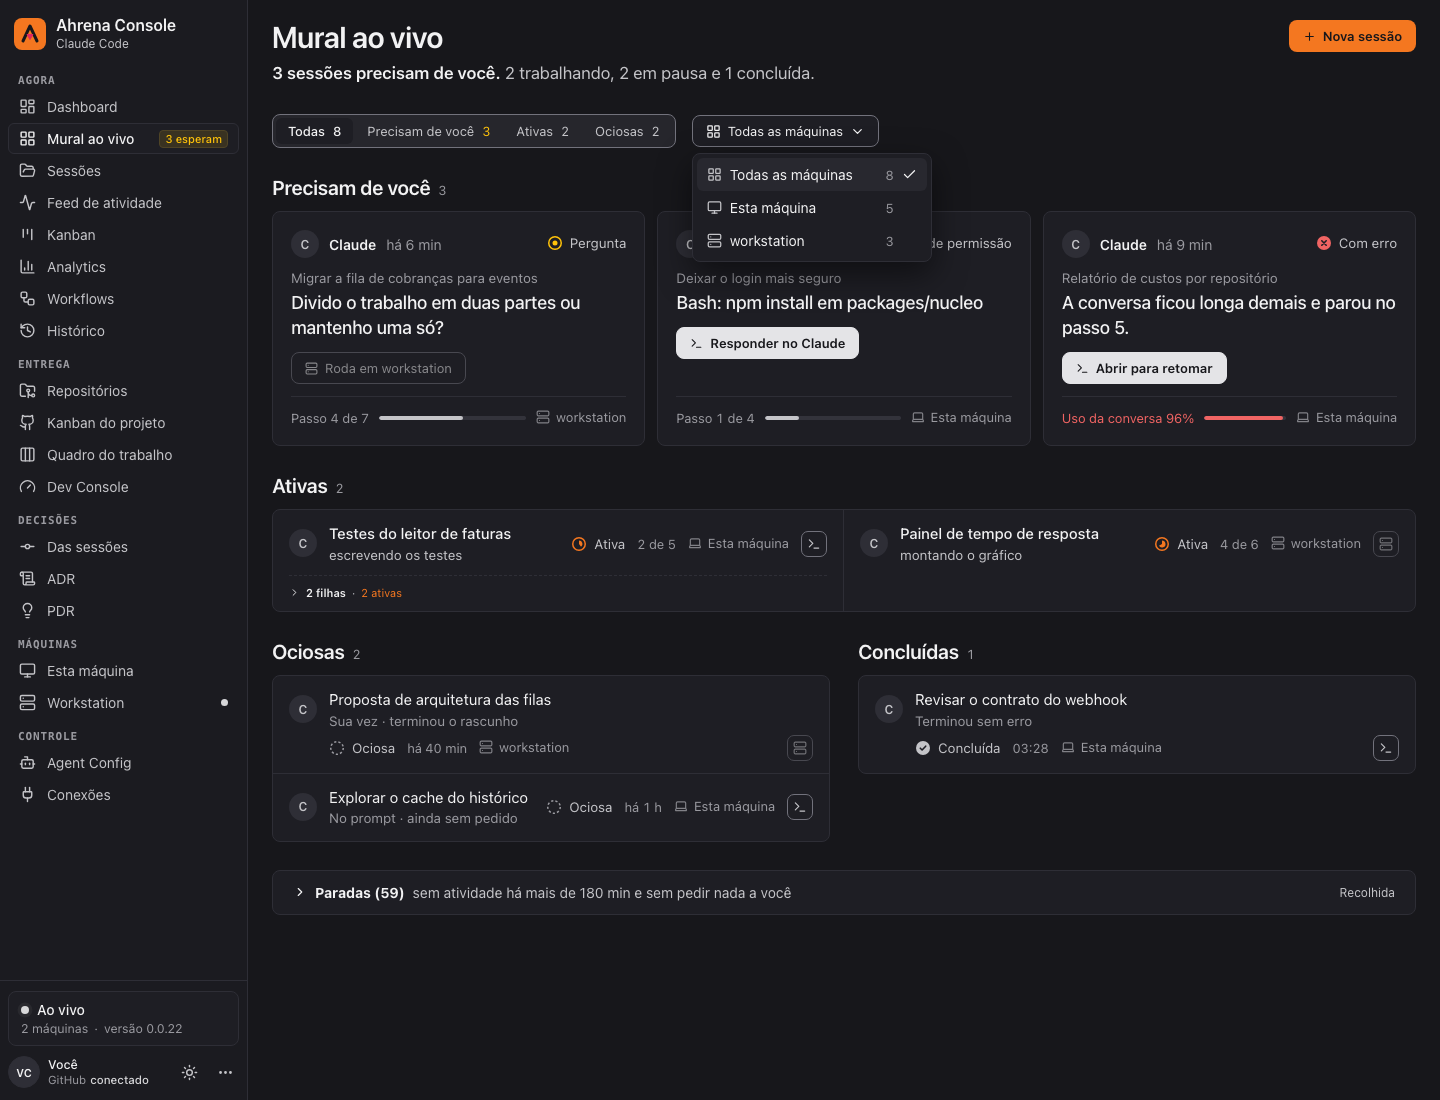 Ahrena Console
Claude Code
AGORA
Dashboard
Mural ao vivo 3 esperam
Sessões
Feed de atividade
Kanban
Analytics
Workflows
Histórico
ENTREGA
Repositórios
Kanban do projeto
Quadro do trabalho
Dev Console
DECISÕES
Das sessões
ADR
PDR
MÁQUINAS
Esta máquina
Workstation
CONTROLE
Agent Config
Conexões
Ao vivo
2 máquinas · versão 0.0.22
VC
Você
GitHub conectado
Mural ao vivo
+ Nova sessão
3 sessões precisam de você. 2 trabalhando, 2 em pausa e 1 concluída.
Todas 8 Precisam de você 3 Ativas 2 Ociosas 2
Todas as máquinas
Todas as máquinas 8
Esta máquina 5
workstation 3
Precisam de você 3
C Claude há 6 min Pergunta
Migrar a fila de cobranças para eventos
Divido o trabalho em duas partes ou
mantenho uma só?
Roda em workstation
Passo 4 de 7 workstation
de permissão
Deixar o login mais seguro
Bash: npm install em packages/nucleo
Responder no Claude
Passo 1 de 4 Esta máquina
C Claude há 9 min Com erro
Relatório de custos por repositório
A conversa ficou longa demais e parou no
passo 5.
Abrir para retomar
Uso da conversa 96% Esta máquina
Ativas 2
C Testes do leitor de faturas
escrevendo os testes
Ativa 2 de 5 Esta máquina
2 filhas · 2 ativas
C Painel de tempo de resposta
montando o gráfico
Ativa 4 de 6 workstation
Ociosas 2
C Proposta de arquitetura das filas
Sua vez · terminou o rascunho
Ociosa há 40 min workstation
C Explorar o cache do histórico
No prompt · ainda sem pedido
Ociosa há 1 h Esta máquina
Concluídas 1
C Revisar o contrato do webhook
Terminou sem erro
Concluída 03:28 Esta máquina
Paradas (59) sem atividade há mais de 180 min e sem pedir nada a você Recolhida